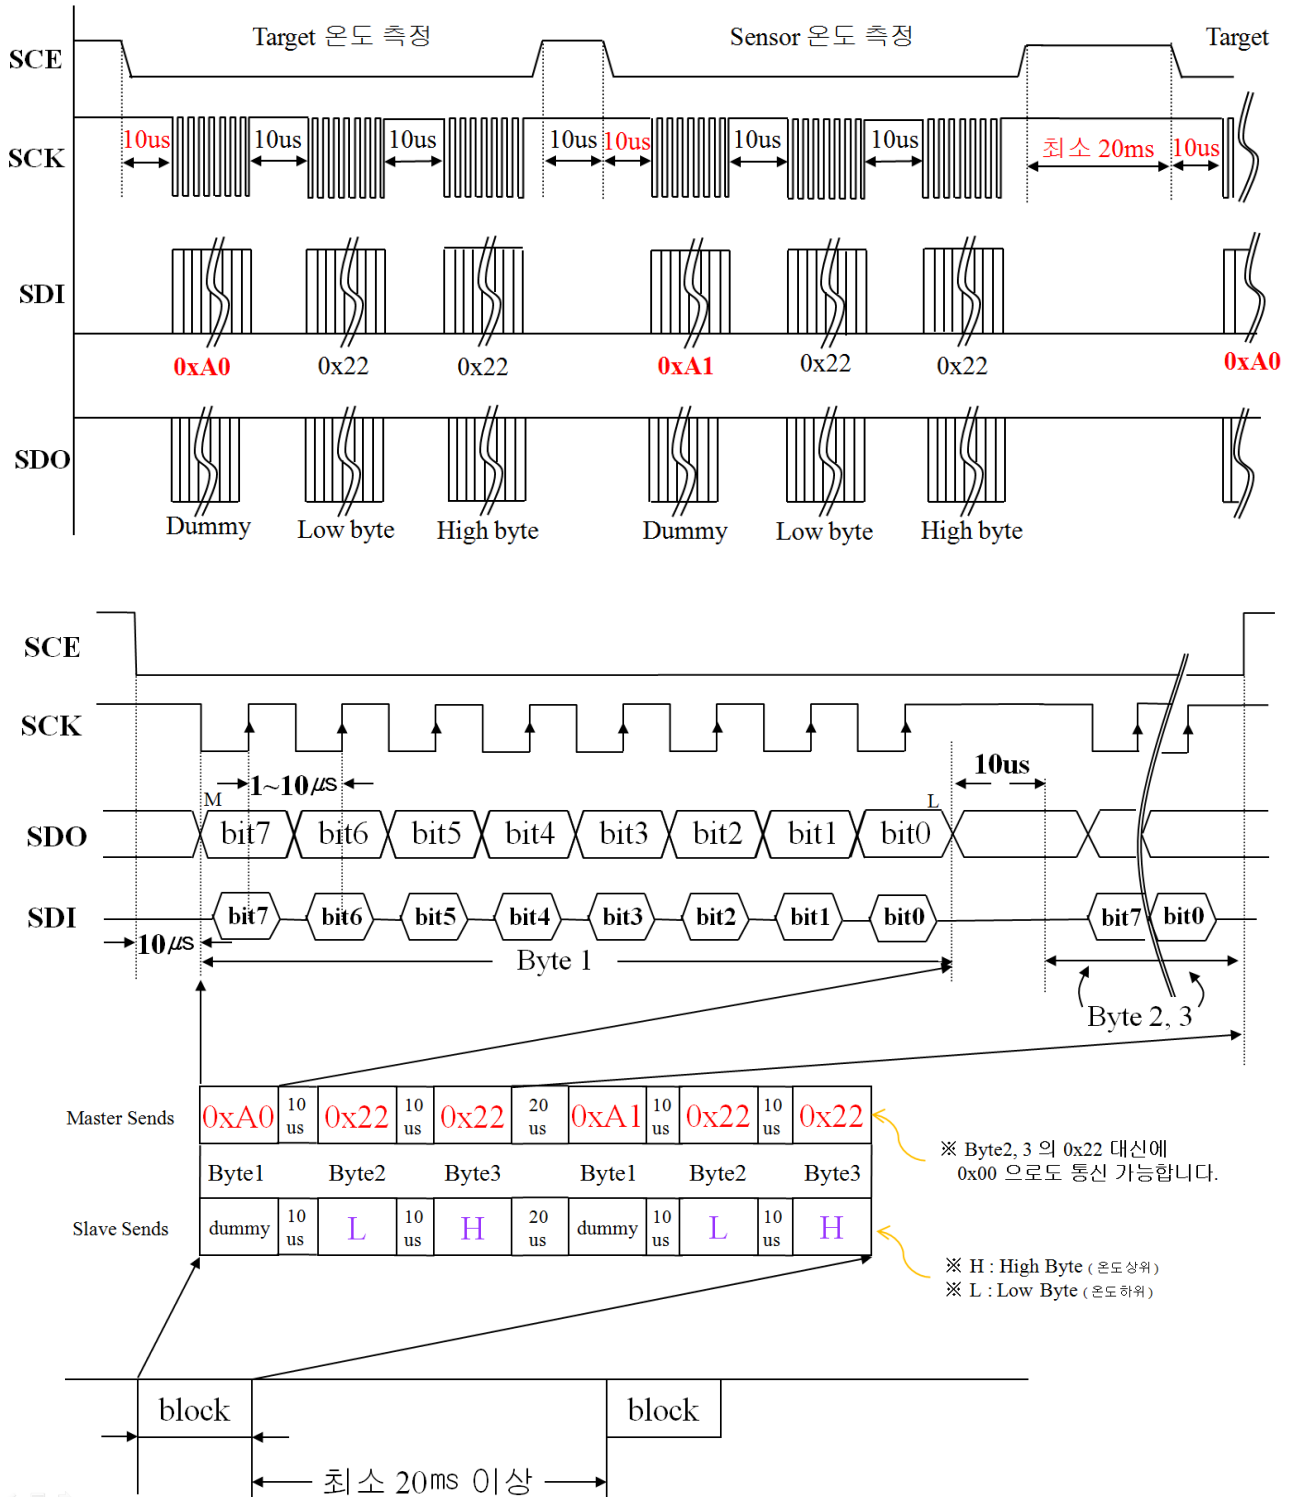 Target 온도 측정
Sensor 온도 측정
Target
SCE
SCK
10us
10us
10us
10us
10us
10us
10us
최소 20ms
10us
SDI
0xA0
0x22
0x22
0xA1
0x22
0x22
0xA0
SDO
Dummy
Low byte
High byte
Dummy
Low byte
High byte
SCE
SCK
1~10㎲
10us
M
L
SDO
bit7
bit6
bit5
bit4
bit3
bit2
bit1
bit0
SDI
bit7
bit6
bit5
bit4
bit3
bit2
bit1
bit0
bit7
bit0
10㎲
Byte 1
Byte 2, 3
Master Sends
0xA0
10
us
0x22
10
us
0x22
20
us
0xA1
10
us
0x22
10
us
0x22
※ Byte2, 3 의 0x22 대신에
0x00 으로도 통신 가능합니다.
Byte1
Byte2
Byte3
Byte1
Byte2
Byte3
Slave Sends
dummy
10
us
L
10
us
H
20
us
dummy
10
us
L
10
us
H
※ H : High Byte ( 온도상위 )
※ L : Low Byte ( 온도하위 )
block
block
최소 20㎳ 이상